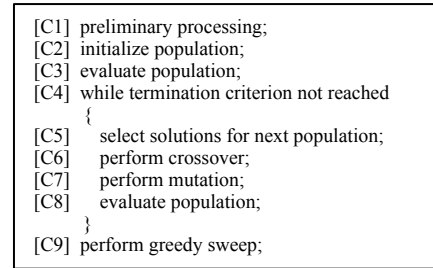 [C1] preliminary processing;
[C2] initialize population;
[C3] evaluate population;
[C4] while termination criterion not reached
{
[C5] select solutions for next population;
[C6] perform crossover;
[C7] perform mutation;
[C8] evaluate population;
}
[C9] perform greedy sweep;